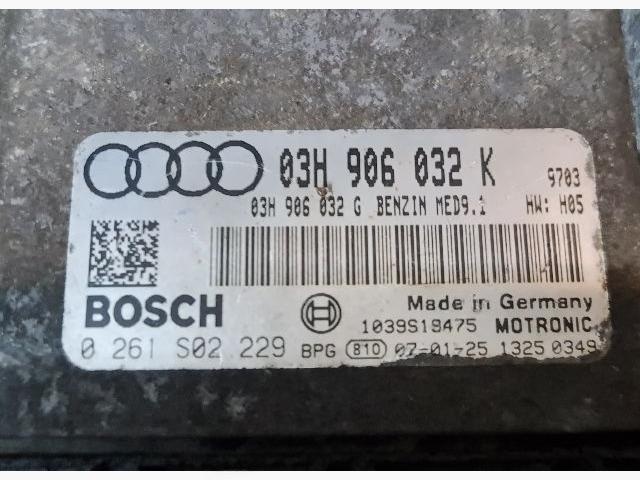 03H 906 032 K 9703
03H 906 032 G BENZIN MED9.1 HW: H05
BOSCH
Made in Germany
1039S19475 MOTRONIC
0 261 S02 229 BPG 810 07-01-25 1325 0349